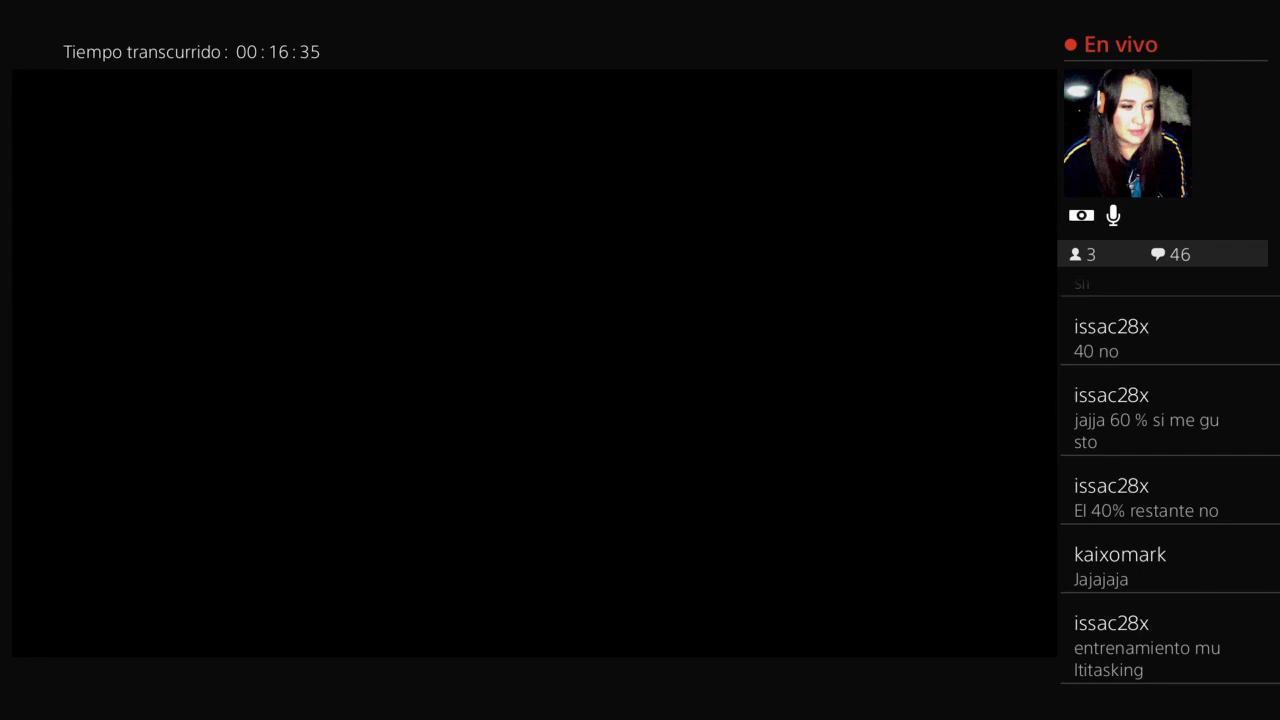 Tiempo transcurrido : 00 : 16 : 35
En vivo
3 46
issac28x
40 no
issac28x
jajja 60 % si me gu
sto
issac28x
El 40% restante no
kaixomark
Jajajaja
issac28x
entrenamiento mu
ltitasking